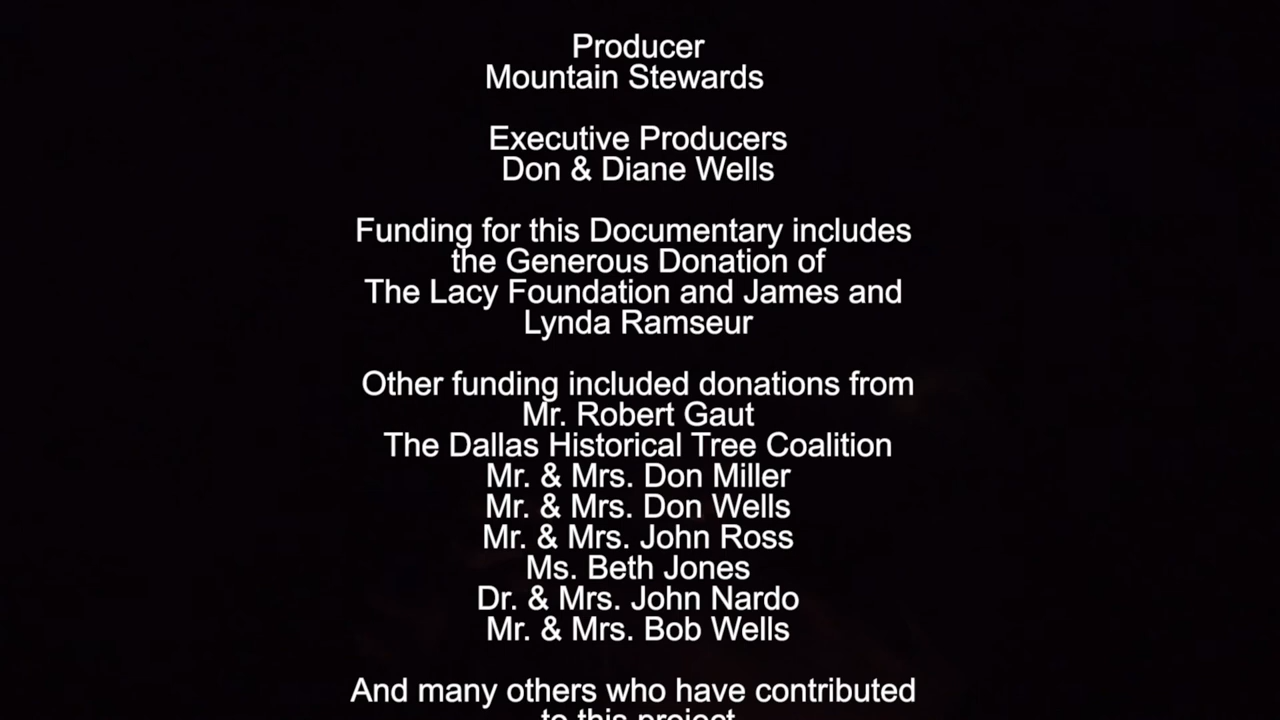 Producer
Mountain Stewards
Executive Producers
Don & Diane Wells
Funding for this Documentary includes
the Generous Donation of
The Lacy Foundation and James and
Lynda Ramseur
Other funding included donations from
Mr. Robert Gaut
The Dallas Historical Tree Coalition
Mr. & Mrs. Don Miller
Mr. & Mrs. Don Wells
Mr. & Mrs. John Ross
Ms. Beth Jones
Dr. & Mrs. John Nardo
Mr. & Mrs. Bob Wells
And many others who have contributed
to this project